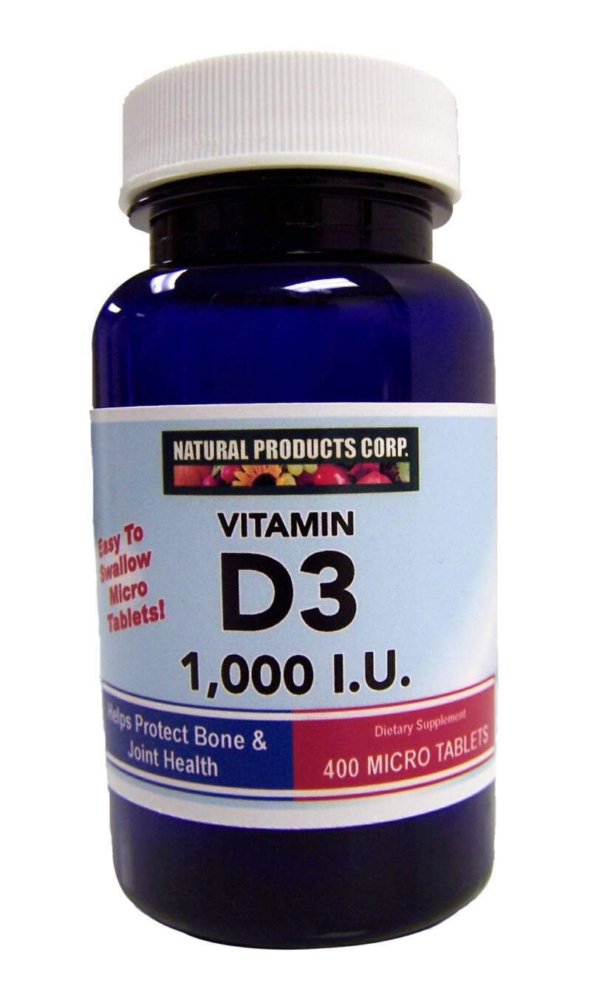 NATURAL PRODUCTS CORP.
VITAMIN
D3
1,000 I.U.
Easy To
Swallow
Micro
Tablets!
Helps Protect Bone &
Joint Health
Dietary Supplement
400 MICRO TABLETS